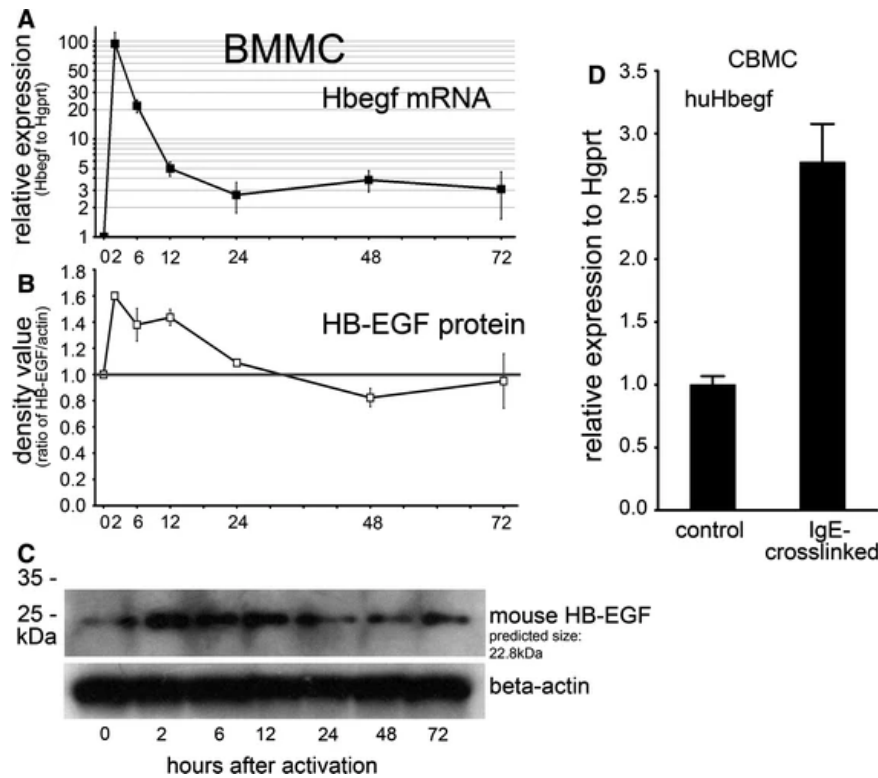 A
relative expression
(Hbegf to Hgprt)
100
50
30
20
10
5
3
2
1
BMMC
Hbegf mRNA
0 2 6 12 24 48 72
B
density value
(ratio of HB-EGF/actin)
1.8
1.6
1.4
1.2
1.0
0.8
0.6
0.4
0.2
0.0
HB-EGF protein
0 2 6 12 24 48 72
C
35 -
25 -
kDa
mouse HB-EGF
predicted size:
22.8kDa
beta-actin
0 2 6 12 24 48 72
hours after activation
D
relative expression to Hgprt
3.5
3.0
2.5
2.0
1.5
1.0
0.5
0.0
CBMC
huHbegf
control IgE-
crosslinked